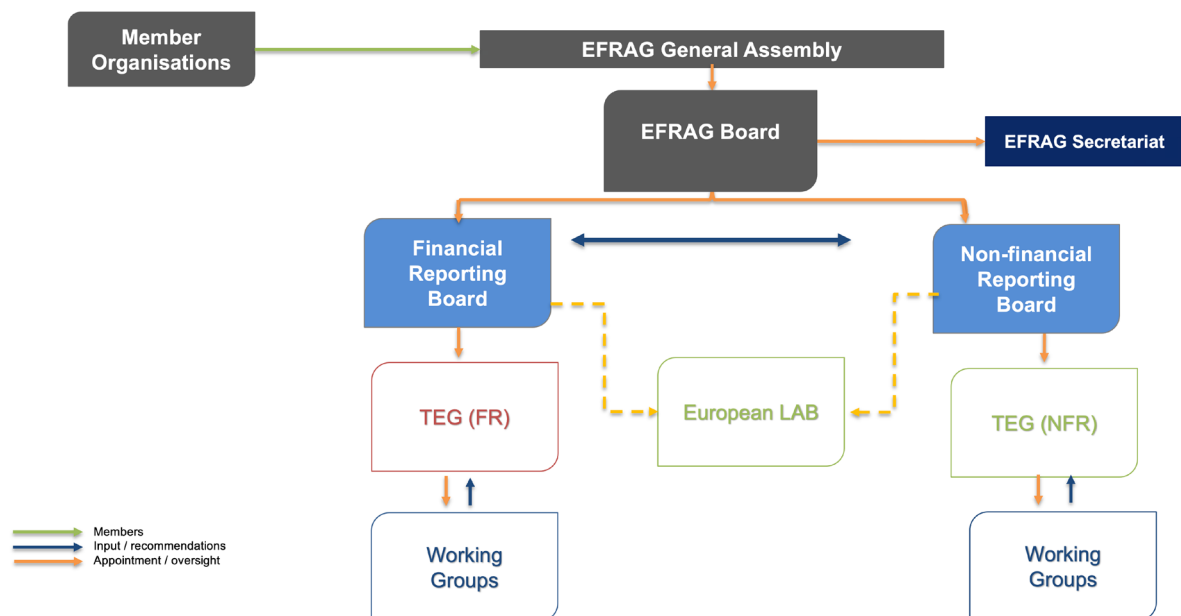 Member
Organisations
EFRAG General Assembly
EFRAG Board
EFRAG Secretariat
Financial
Reporting
Board
Non-financial
Reporting
Board
TEG (FR)
European LAB
TEG (NFR)
Working
Groups
Working
Groups
Members
Input / recommendations
Appointment / oversight